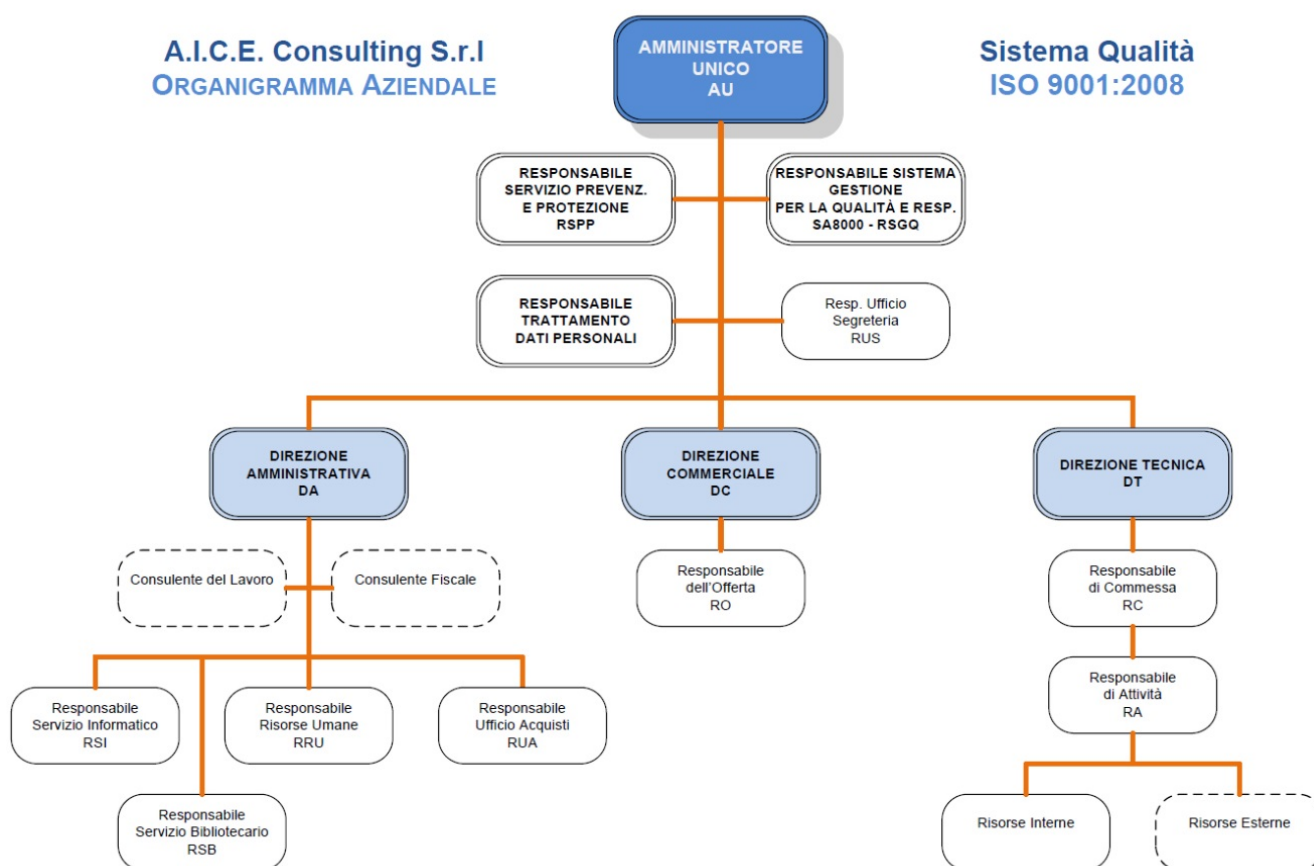 A.I.C.E. Consulting S.r.l
ORGANIGRAMMA AZIENDALE
AMMINISTRATORE
UNICO
AU
Sistema Qualità
ISO 9001:2008
RESPONSABILE
SERVIZIO PREVENZ.
E PROTEZIONE
RSPP
RESPONSABILE SISTEMA
GESTIONE
PER LA QUALITÀ E RESP.
SA8000 - RSGQ
RESPONSABILE
TRATTAMENTO
DATI PERSONALI
Resp. Ufficio
Segreteria
RUS
DIREZIONE
AMMINISTRATIVA
DA
DIREZIONE
COMMERCIALE
DC
DIREZIONE TECNICA
DT
Consulente del Lavoro
Consulente Fiscale
Responsabile
dell'Offerta
RO
Responsabile
di Commessa
RC
Responsabile
Servizio Informatico
RSI
Responsabile
Risorse Umane
RRU
Responsabile
Ufficio Acquisti
RUA
Responsabile
di Attività
RA
Responsabile
Servizio Bibliotecario
RSB
Risorse Interne
Risorse Esterne